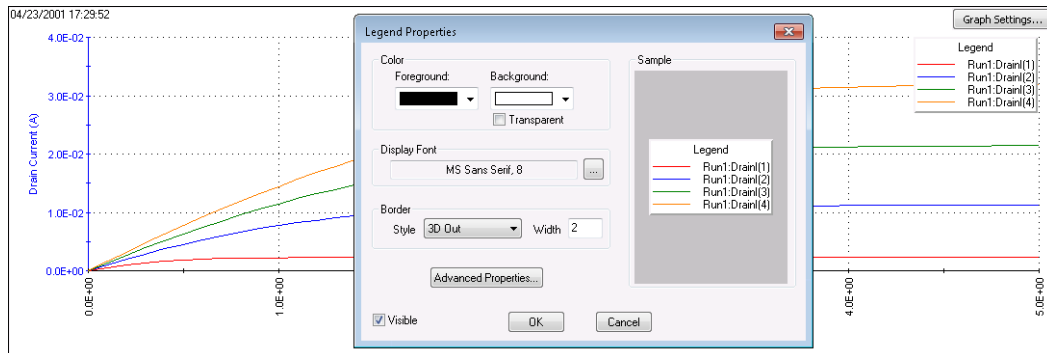 04/23/2001 17:29:52
Graph Settings...
4.0E-02
3.0E-02
2.0E-02
1.0E-02
0.0E+00
Drain Current (A)
0.0E+00
1.0E+00
4.0E+00
5.0E+00
Legend
Run1:DrainI(1)
Run1:DrainI(2)
Run1:DrainI(3)
Run1:DrainI(4)
Legend Properties
Color
Foreground:
Background:
Transparent
Display Font
MS Sans Serif, 8
...
Border
Style 3D Out Width 2
Advanced Properties...
Visible
OK
Cancel
Sample
Legend
Run1:DrainI(1)
Run1:DrainI(2)
Run1:DrainI(3)
Run1:DrainI(4)